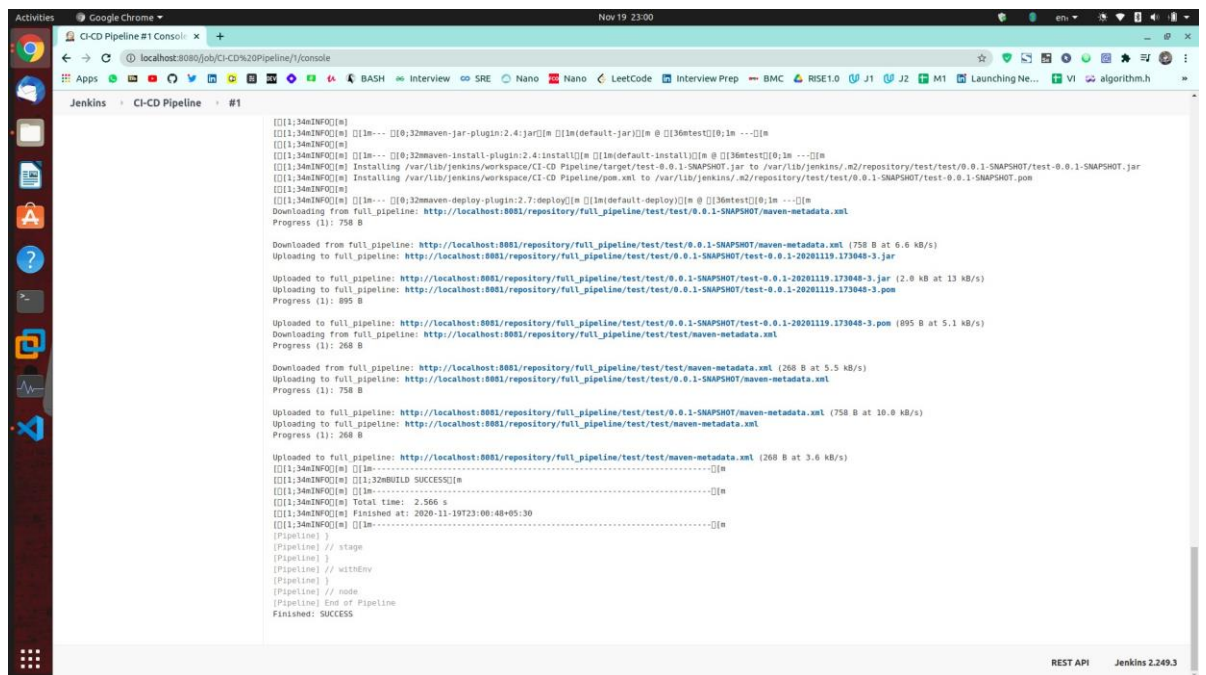 Activities Google Chrome Nov 19 23:00 en₁
CI-CD Pipeline #1 Console
localhost:8080/job/CI-CD%20Pipeline/1/console
Apps BASH Interview SRE Nano Nano LeetCode Interview Prep BMC RISE1.0 J1 J2 M1 Launching Ne... VI algorithm.h »
Jenkins CI-CD Pipeline #1
[□[1;34mINFO□[m]
[□[1;34mINFO□[m] □[1m--- □[0;32mmaven-jar-plugin:2.4:jar□[m □[1m(default-jar)□[m @ □[36mtest□[0;1m ---□[m
[□[1;34mINFO□[m]
[□[1;34mINFO□[m] □[1m--- □[0;32mmaven-install-plugin:2.4:install□[m □[1m(default-install)□[m @ □[36mtest□[0;1m ---□[m
[□[1;34mINFO□[m] Installing /var/lib/jenkins/workspace/CI-CD Pipeline/target/test-0.0.1-SNAPSHOT.jar to /var/lib/jenkins/.m2/repository/test/test/0.0.1-SNAPSHOT/test-0.0.1-SNAPSHOT.jar
[□[1;34mINFO□[m] Installing /var/lib/jenkins/workspace/CI-CD Pipeline/pom.xml to /var/lib/jenkins/.m2/repository/test/test/0.0.1-SNAPSHOT/test-0.0.1-SNAPSHOT.pom
[□[1;34mINFO□[m]
[□[1;34mINFO□[m] □[1m--- □[0;32mmaven-deploy-plugin:2.7:deploy□[m □[1m(default-deploy)□[m @ □[36mtest□[0;1m ---□[m
Downloading from full_pipeline: http://localhost:8081/repository/full_pipeline/test/test/0.0.1-SNAPSHOT/maven-metadata.xml
Progress (1): 758 B
Downloaded from full_pipeline: http://localhost:8081/repository/full_pipeline/test/test/0.0.1-SNAPSHOT/maven-metadata.xml (758 B at 6.6 kB/s)
Uploading to full_pipeline: http://localhost:8081/repository/full_pipeline/test/test/0.0.1-SNAPSHOT/test-0.0.1-20201119.173048-3.jar
Uploaded to full_pipeline: http://localhost:8081/repository/full_pipeline/test/test/0.0.1-SNAPSHOT/test-0.0.1-20201119.173048-3.jar (2.0 kB at 13 kB/s)
Uploading to full_pipeline: http://localhost:8081/repository/full_pipeline/test/test/0.0.1-SNAPSHOT/test-0.0.1-20201119.173048-3.pom
Progress (1): 895 B
Uploaded to full_pipeline: http://localhost:8081/repository/full_pipeline/test/test/0.0.1-SNAPSHOT/test-0.0.1-20201119.173048-3.pom (895 B at 5.1 kB/s)
Downloading from full_pipeline: http://localhost:8081/repository/full_pipeline/test/test/maven-metadata.xml
Progress (1): 268 B
Downloaded from full_pipeline: http://localhost:8081/repository/full_pipeline/test/test/maven-metadata.xml (268 B at 5.5 kB/s)
Uploading to full_pipeline: http://localhost:8081/repository/full_pipeline/test/test/0.0.1-SNAPSHOT/maven-metadata.xml
Progress (1): 758 B
Uploaded to full_pipeline: http://localhost:8081/repository/full_pipeline/test/test/0.0.1-SNAPSHOT/maven-metadata.xml (758 B at 10.0 kB/s)
Uploading to full_pipeline: http://localhost:8081/repository/full_pipeline/test/test/maven-metadata.xml
Progress (1): 268 B
Uploaded to full_pipeline: http://localhost:8081/repository/full_pipeline/test/test/maven-metadata.xml (268 B at 3.6 kB/s)
[□[1;34mINFO□[m] □[1m------------------------------------------------------------------------□[m
[□[1;34mINFO□[m] □[1;32mBUILD SUCCESS□[m
[□[1;34mINFO□[m] □[1m------------------------------------------------------------------------□[m
[□[1;34mINFO□[m] Total time:  2.566 s
[□[1;34mINFO□[m] Finished at: 2020-11-19T23:00:48+05:30
[□[1;34mINFO□[m] □[1m------------------------------------------------------------------------□[m
[Pipeline] }
[Pipeline] // stage
[Pipeline] }
[Pipeline] // withEnv
[Pipeline] }
[Pipeline] // node
[Pipeline] End of Pipeline
Finished: SUCCESS
REST API Jenkins 2.249.3